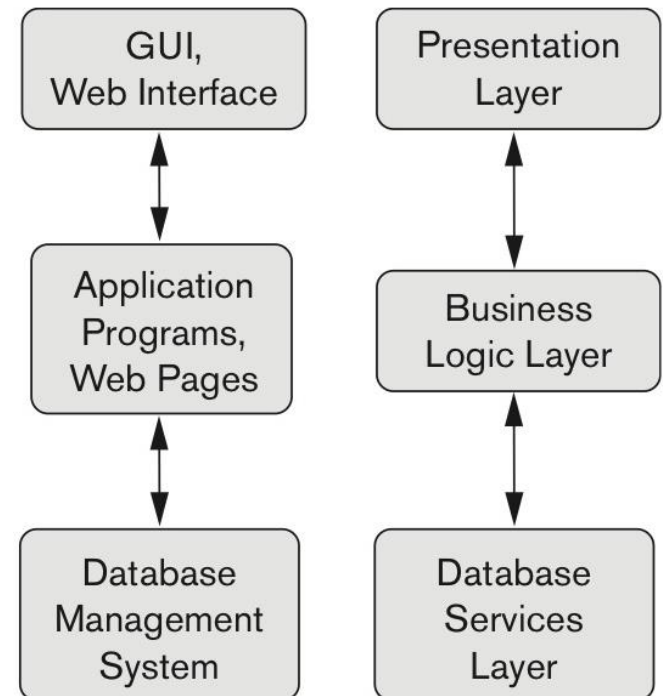 GUI,
Web Interface
Presentation
Layer
Application
Programs,
Web Pages
Business
Logic Layer
Database
Management
System
Database
Services
Layer